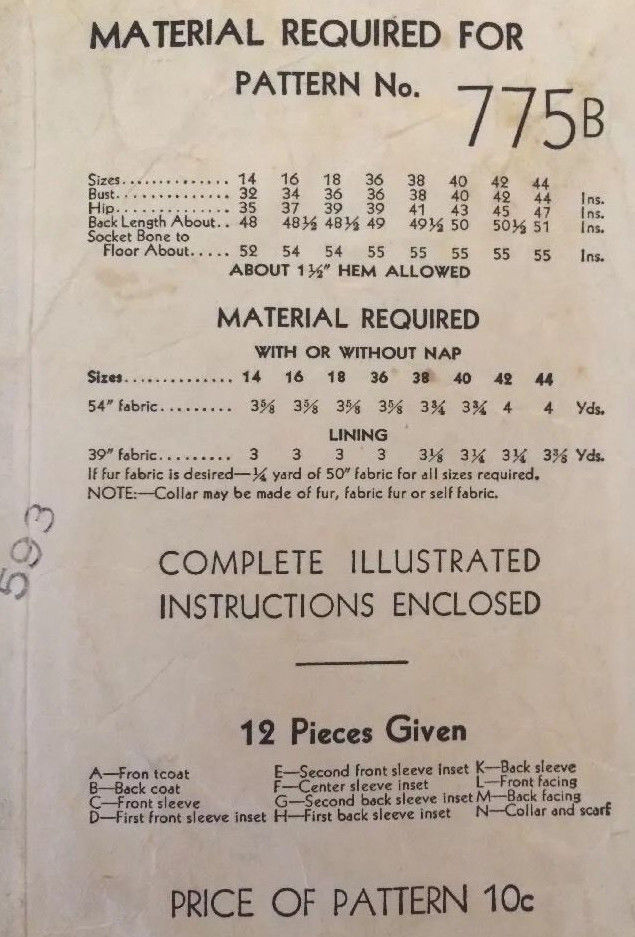 MATERIAL REQUIRED FOR
PATTERN No. 775B
Sizes............. 14 16 18 36 38 40 42 44
Bust.............. 32 34 36 36 38 40 42 44 Ins.
Hip............. 35 37 39 39 41 43 45 47 Ins.
Back Length About.. 48 48½ 48½ 49 49½ 50 50½ 51 Ins.
Socket Bone to
Floor About..... 52 54 54 55 55 55 55 55 Ins.
ABOUT 1½" HEM ALLOWED
MATERIAL REQUIRED
WITH OR WITHOUT NAP
Sizes............. 14 16 18 36 38 40 42 44
54" fabric......... 3⅝ 3⅝ 3⅝ 3⅝ 3¾ 3¾ 4 4 Yds.
LINING
39" fabric......... 3 3 3 3 3⅛ 3¼ 3¼ 3⅜ Yds.
If fur fabric is desired—¼ yard of 50" fabric for all sizes required.
NOTE:—Collar may be made of fur, fabric fur or self fabric.
593
COMPLETE ILLUSTRATED
INSTRUCTIONS ENCLOSED
12 Pieces Given
A—Fron tcoat
B—Back coat
C—Front sleeve
D—First front sleeve inset
E—Second front sleeve inset
F—Center sleeve inset
G—Second back sleeve inset
H—First back sleeve inset
K—Back sleeve
L—Front facing
M—Back facing
N—Collar and scarf
PRICE OF PATTERN 10c